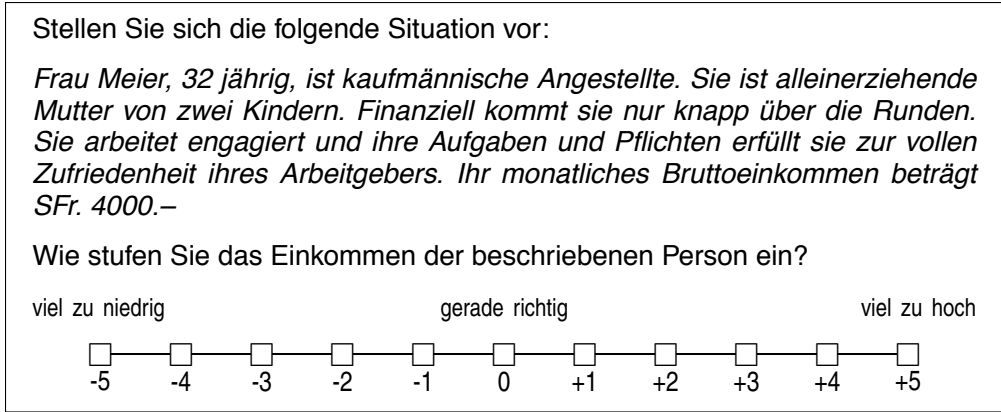 Stellen Sie sich die folgende Situation vor:
Frau Meier, 32 jährig, ist kaufmännische Angestellte. Sie ist alleinerziehende
Mutter von zwei Kindern. Finanziell kommt sie nur knapp über die Runden.
Sie arbeitet engagiert und ihre Aufgaben und Pflichten erfüllt sie zur vollen
Zufriedenheit ihres Arbeitgebers. Ihr monatliches Bruttoeinkommen beträgt
SFr. 4000.–
Wie stufen Sie das Einkommen der beschriebenen Person ein?
viel zu niedrig gerade richtig viel zu hoch
-5 -4 -3 -2 -1 0 +1 +2 +3 +4 +5